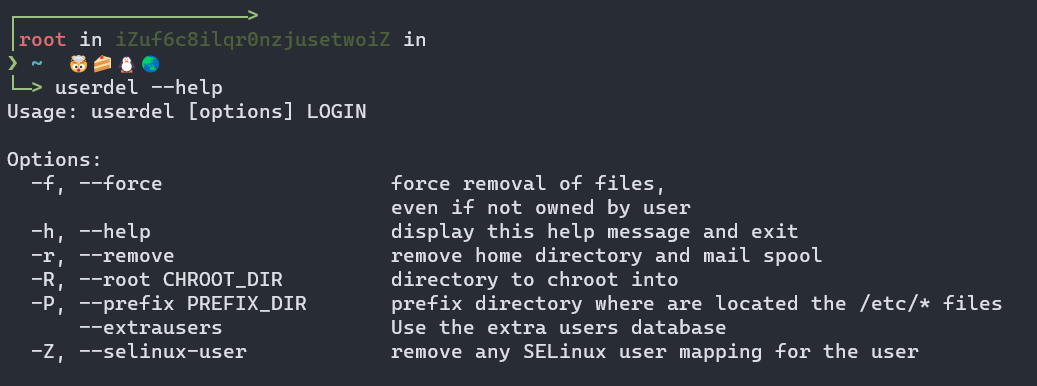 root in iZuf6c8ilqr0nzjusetwoiZ in
❯ ~ 🤯🍰🐧🌏
└─> userdel --help
Usage: userdel [options] LOGIN
Options:
-f, --force force removal of files,
even if not owned by user
-h, --help display this help message and exit
-r, --remove remove home directory and mail spool
-R, --root CHROOT_DIR directory to chroot into
-P, --prefix PREFIX_DIR prefix directory where are located the /etc/* files
--extrausers Use the extra users database
-Z, --selinux-user remove any SELinux user mapping for the user